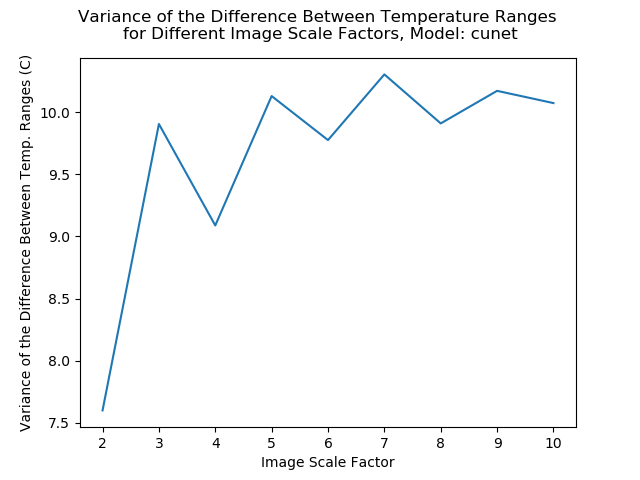 Variance of the Difference Between Temperature Ranges
for Different Image Scale Factors, Model: cunet
Variance of the Difference Between Temp. Ranges (C)
10.0
9.5
9.0
8.5
8.0
7.5
2 3 4 5 6 7 8 9 10
Image Scale Factor